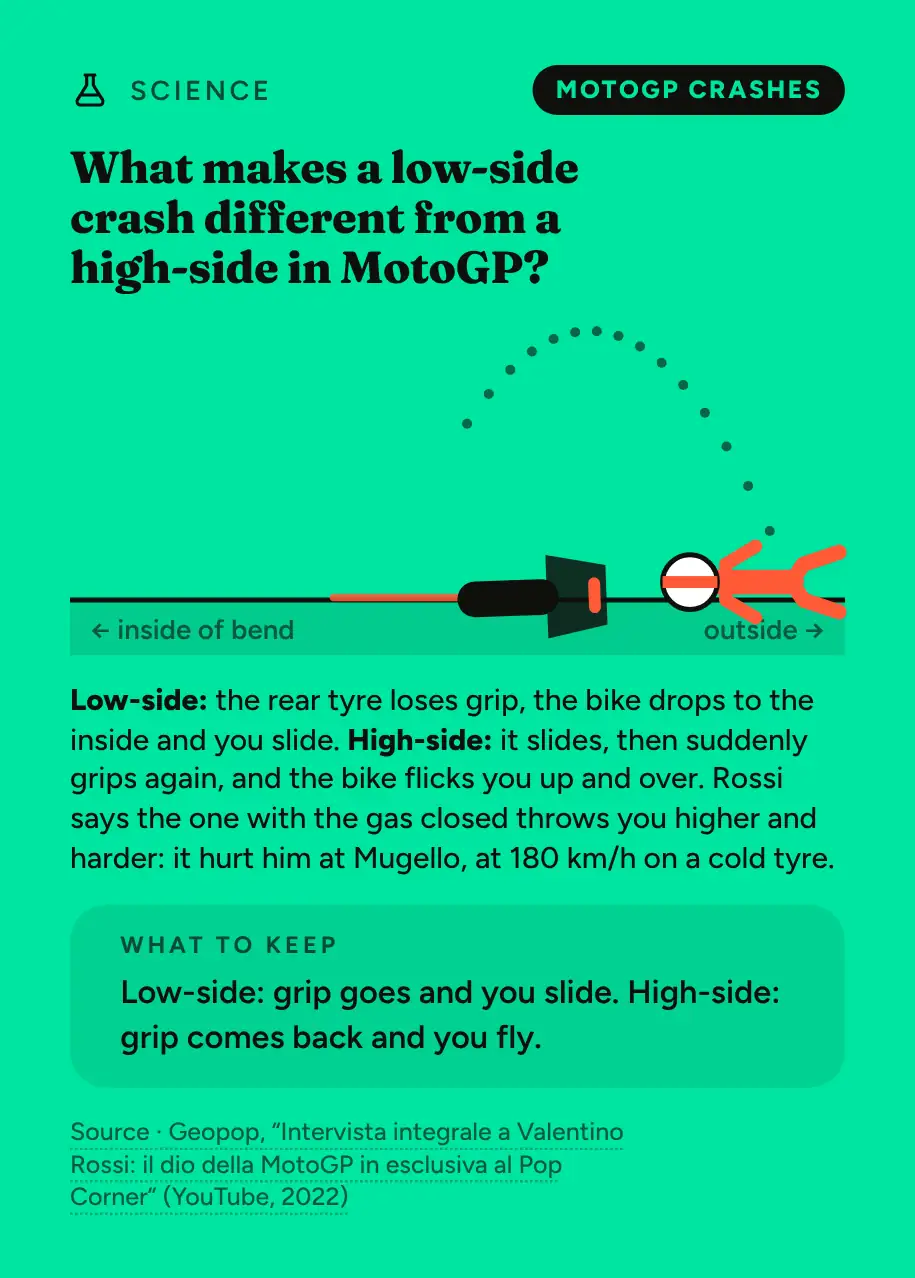 SCIENCE
MOTOGP CRASHES
What makes a low-side
crash different from a
high-side in MotoGP?
← inside of bend
outside →
Low-side: the rear tyre loses grip, the bike drops to the
inside and you slide. High-side: it slides, then suddenly
grips again, and the bike flicks you up and over. Rossi
says the one with the gas closed throws you higher and
harder: it hurt him at Mugello, at 180 km/h on a cold tyre.
WHAT TO KEEP
Low-side: grip goes and you slide. High-side:
grip comes back and you fly.
Source · Geopop, “Intervista integrale a Valentino
Rossi: il dio della MotoGP in esclusiva al Pop
Corner” (YouTube, 2022)